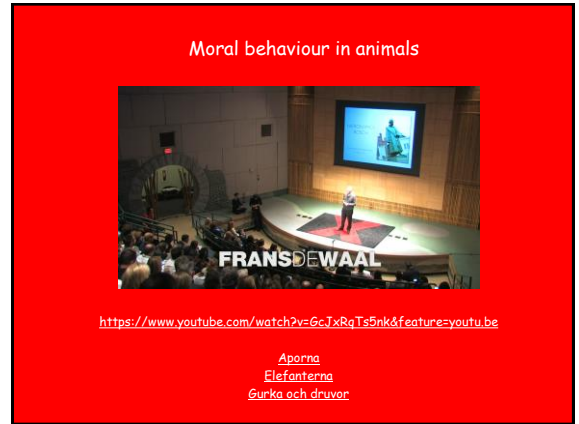 Moral behaviour in animals
FRANSDEWAAL
https://www.youtube.com/watch?v=GcJxRqTs5nk&feature=youtu.be
Aporna
Elefanterna
Gurka och druvor